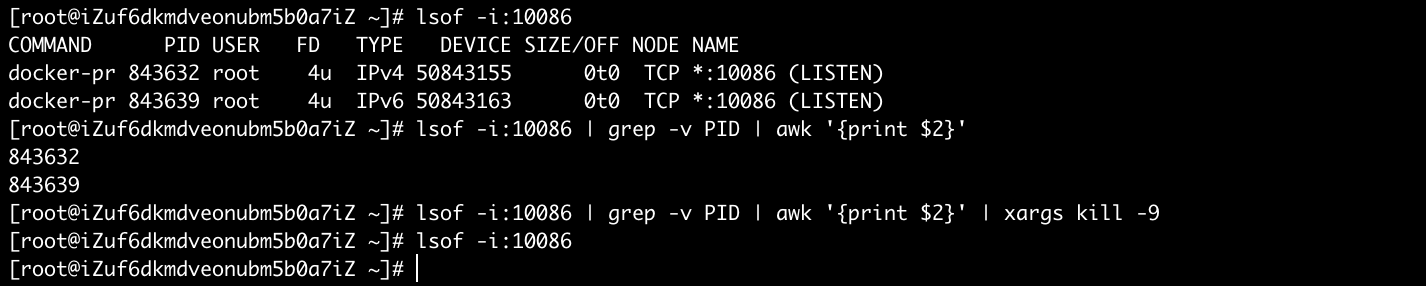 [root@iZuf6dkmdveonubm5b0a7iZ ~]# lsof -i:10086
COMMAND      PID USER   FD   TYPE   DEVICE SIZE/OFF NODE NAME
docker-pr 843632 root    4u  IPv4 50843155      0t0  TCP *:10086 (LISTEN)
docker-pr 843639 root    4u  IPv6 50843163      0t0  TCP *:10086 (LISTEN)
[root@iZuf6dkmdveonubm5b0a7iZ ~]# lsof -i:10086 | grep -v PID | awk '{print $2}'
843632
843639
[root@iZuf6dkmdveonubm5b0a7iZ ~]# lsof -i:10086 | grep -v PID | awk '{print $2}' | xargs kill -9
[root@iZuf6dkmdveonubm5b0a7iZ ~]# lsof -i:10086
[root@iZuf6dkmdveonubm5b0a7iZ ~]#